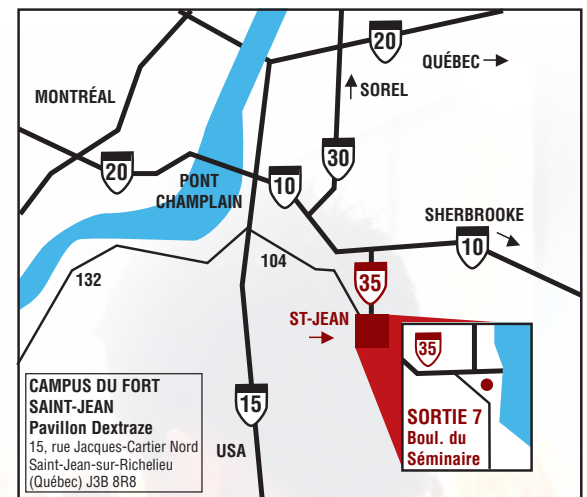 20
QUÉBEC
MONTRÉAL
SOREL
30
20
PONT
CHAMPLAIN
10
SHERBROOKE
10
132
104
35
ST-JEAN
35
CAMPUS DU FORT
SAINT-JEAN
Pavillon Dextraze
15, rue Jacques-Cartier Nord
Saint-Jean-sur-Richelieu
(Québec) J3B 8R8
15
USA
SORTIE 7
Boul. du
Séminaire